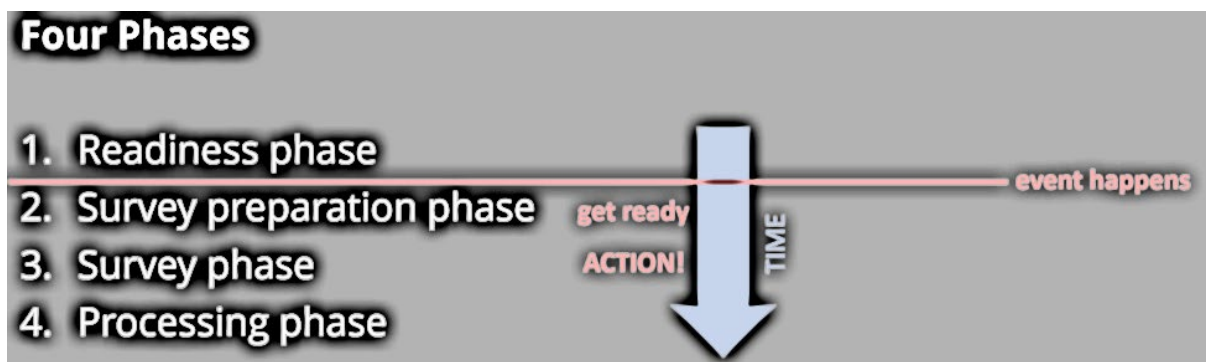 Four Phases
1. Readiness phase
event happens
2. Survey preparation phase
get ready
3. Survey phase
ACTION!
TIME
4. Processing phase